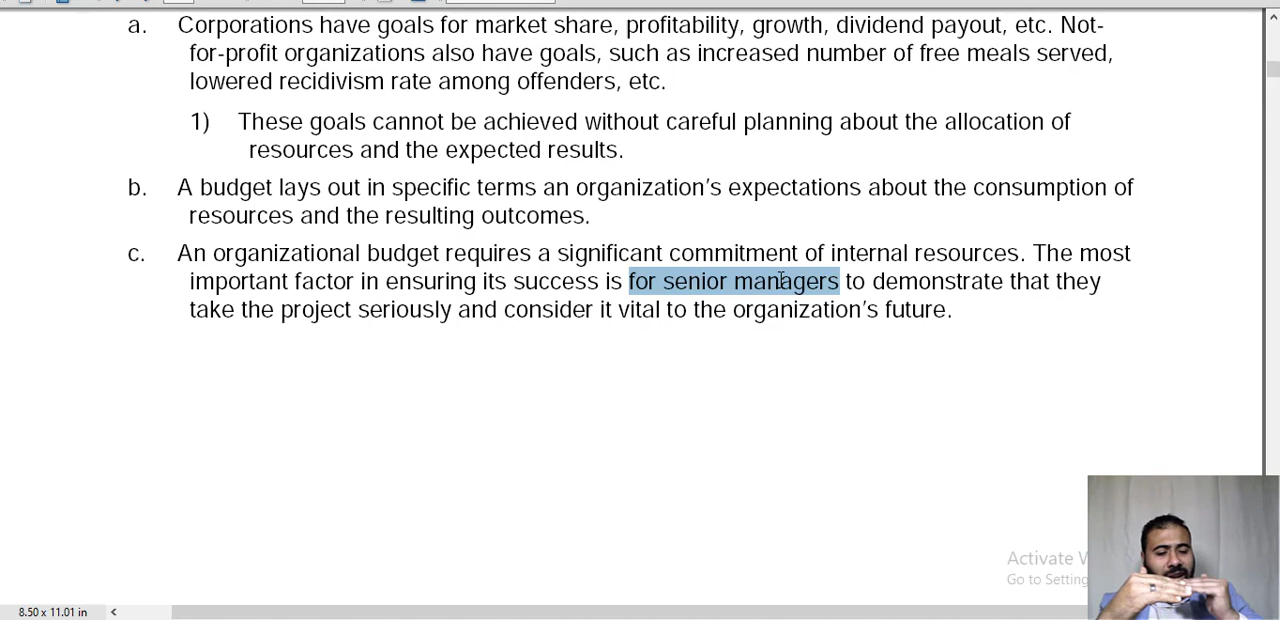 a. Corporations have goals for market share, profitability, growth, dividend payout, etc. Not-
for-profit organizations also have goals, such as increased number of free meals served,
lowered recidivism rate among offenders, etc.
1) These goals cannot be achieved without careful planning about the allocation of
resources and the expected results.
b. A budget lays out in specific terms an organization's expectations about the consumption of
resources and the resulting outcomes.
c. An organizational budget requires a significant commitment of internal resources. The most
important factor in ensuring its success is for senior managers to demonstrate that they
take the project seriously and consider it vital to the organization's future.
Activate
Go to Setting
8.50 x 11.01 in